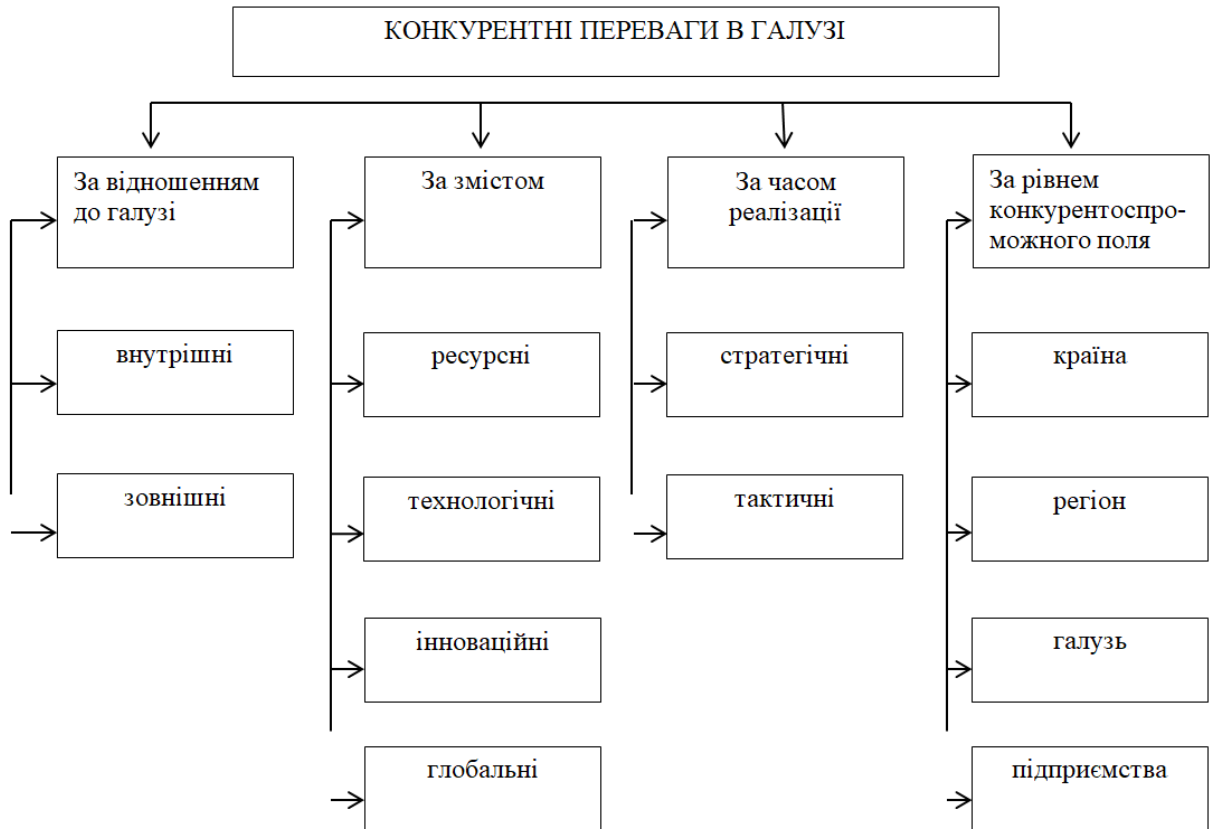 КОНКУРЕНТНІ ПЕРЕВАГИ В ГАЛУЗІ
За відношенням
до галузі
внутрішні
зовнішні
За змістом
ресурсні
технологічні
інноваційні
глобальні
За часом
реалізації
стратегічні
тактичні
За рівнем
конкурентоспро-
можного поля
країна
регіон
галузь
підприємства